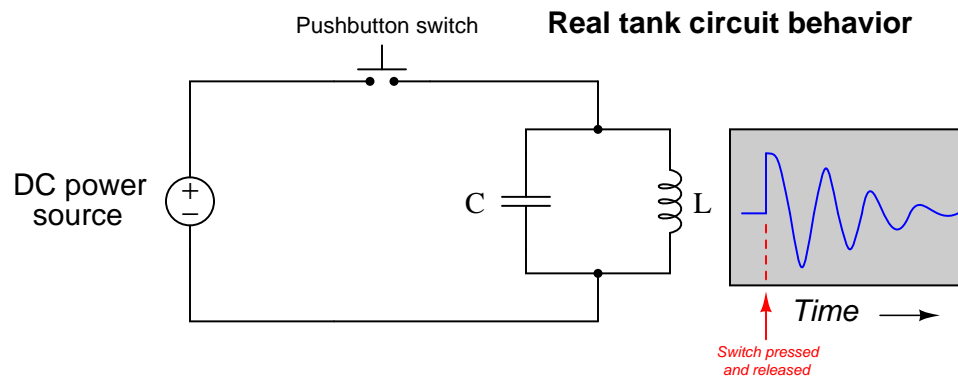 Real tank circuit behavior
Pushbutton switch
DC power
source
+
−
C
L
Time
Switch pressed
and released